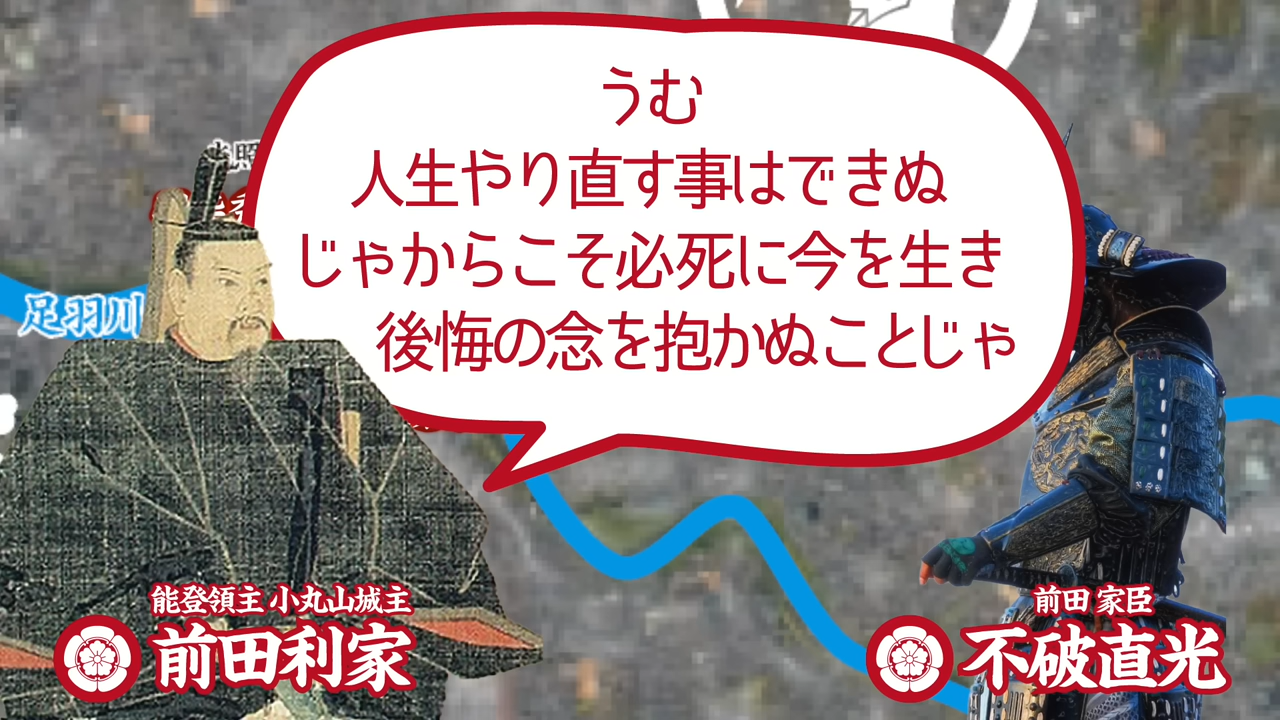 うむ
人生やり直す事はできぬ
じゃからこそ必死に今を生き
後悔の念を抱かぬことじゃ
足羽川
能登領主 小丸山城主
前田利家
前田 家臣
不破直光